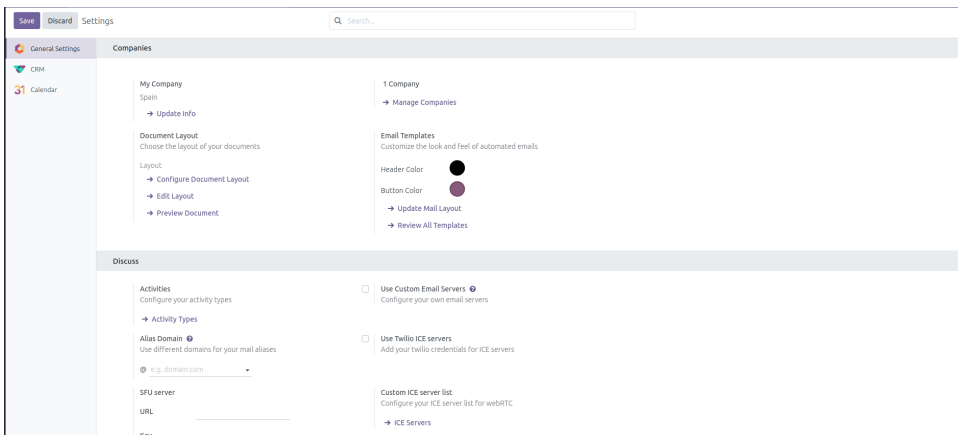 Save Discard Settings Search...
General Settings
CRM
31 Calendar
Companies
My Company
Spain
→ Update Info
1 Company
→ Manage Companies
Document Layout
Choose the layout of your documents
Layout
→ Configure Document Layout
→ Edit Layout
→ Preview Document
Email Templates
Customize the look and feel of automated emails
Header Color
Button Color
→ Update Mail Layout
→ Review All Templates
Discuss
Activities
Configure your activity types
→ Activity Types
Use Custom Email Servers ?
Configure your own email servers
Alias Domain ?
Use different domains for your mail aliases
@ e.g. domain.com
Use Twilio ICE servers
Add your twilio credentials for ICE servers
SFU server
URL
Key
Custom ICE server list
Configure your ICE server list for webRTC
→ ICE Servers